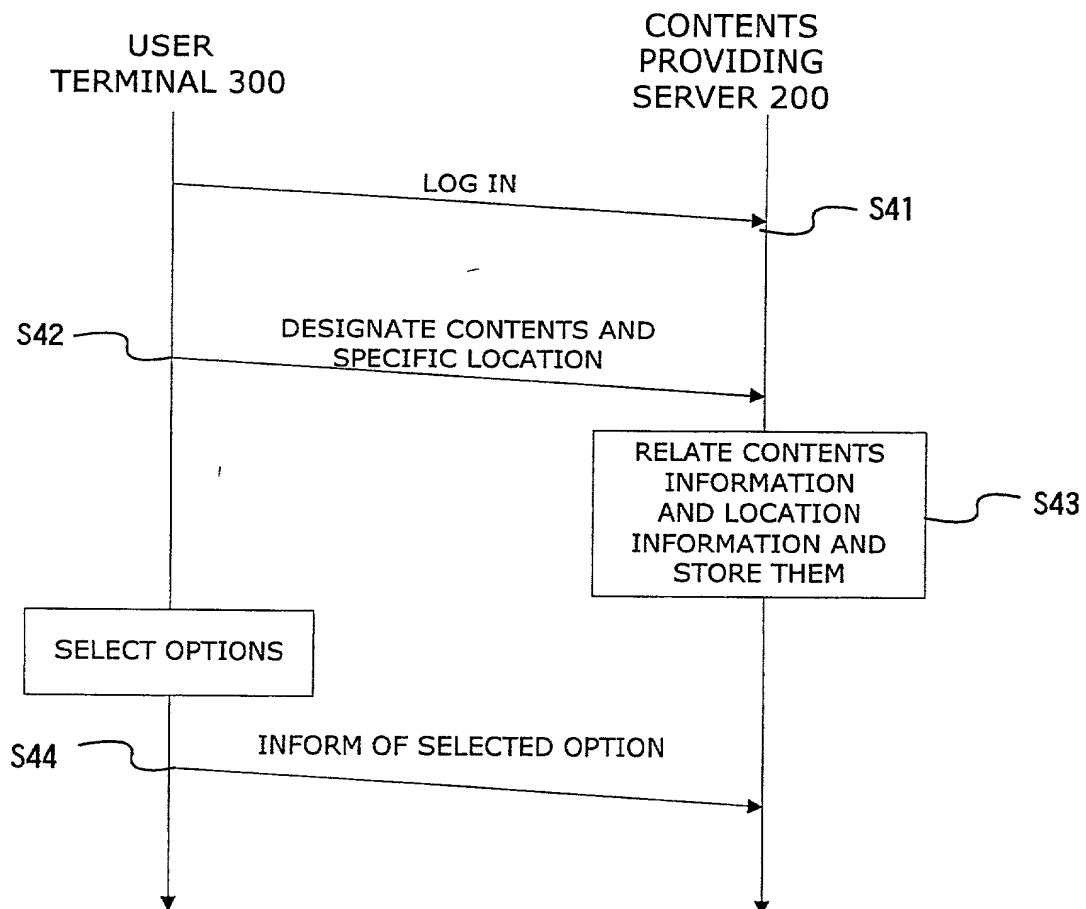 USER
TERMINAL 300
CONTENTS
PROVIDING
SERVER 200
LOG IN
S41
S42
DESIGNATE CONTENTS AND
SPECIFIC LOCATION
RELATE CONTENTS
INFORMATION
AND LOCATION
INFORMATION AND
STORE THEM
S43
SELECT OPTIONS
S44
INFORM OF SELECTED OPTION